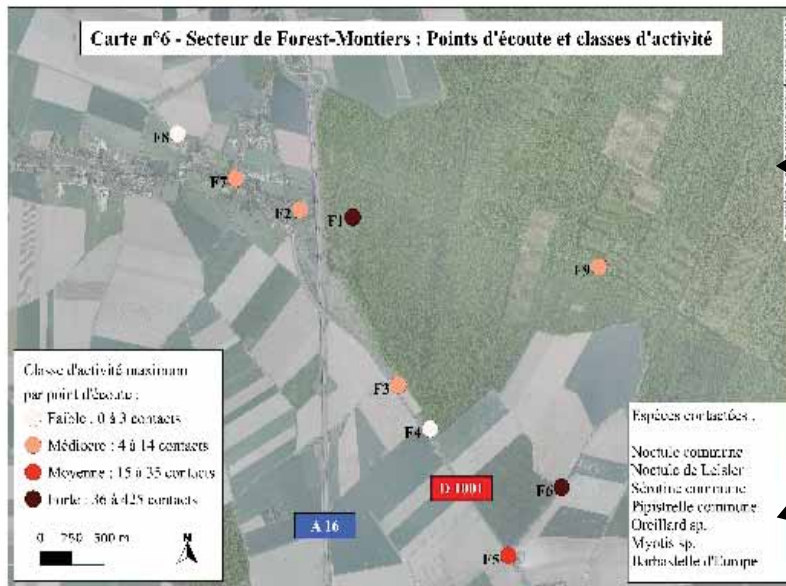 Carte n°6 - Secteur de Forest-Montiers : Points d'écoute et classes d'activité
F8
F7
F2
F1
F9
F3
F4
F6
F5
D 1001
A 16
Classe d'activité maximum
par point d'écoute :
Faible : 0 à 3 contacts
Médiocre : 4 à 14 contacts
Moyenne : 15 à 35 contacts
Forte : 36 à 425 contacts
0 250 500 m
N
Espèces contactées :
Noctule commune
Noctule de Leisler
Sérotine commune
Pipistrelle commune
Oreillard sp.
Myotis sp.
Barbastelle d'Europe